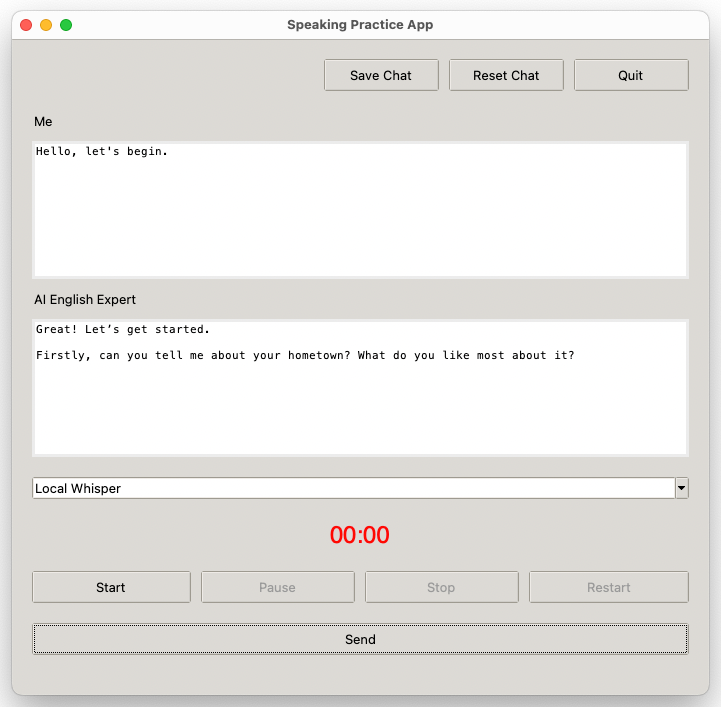 Speaking Practice App
Save Chat Reset Chat Quit
Me
Hello, let's begin.
AI English Expert
Great! Let’s get started.
Firstly, can you tell me about your hometown? What do you like most about it?
Local Whisper
00:00
Start Pause Stop Restart
Send